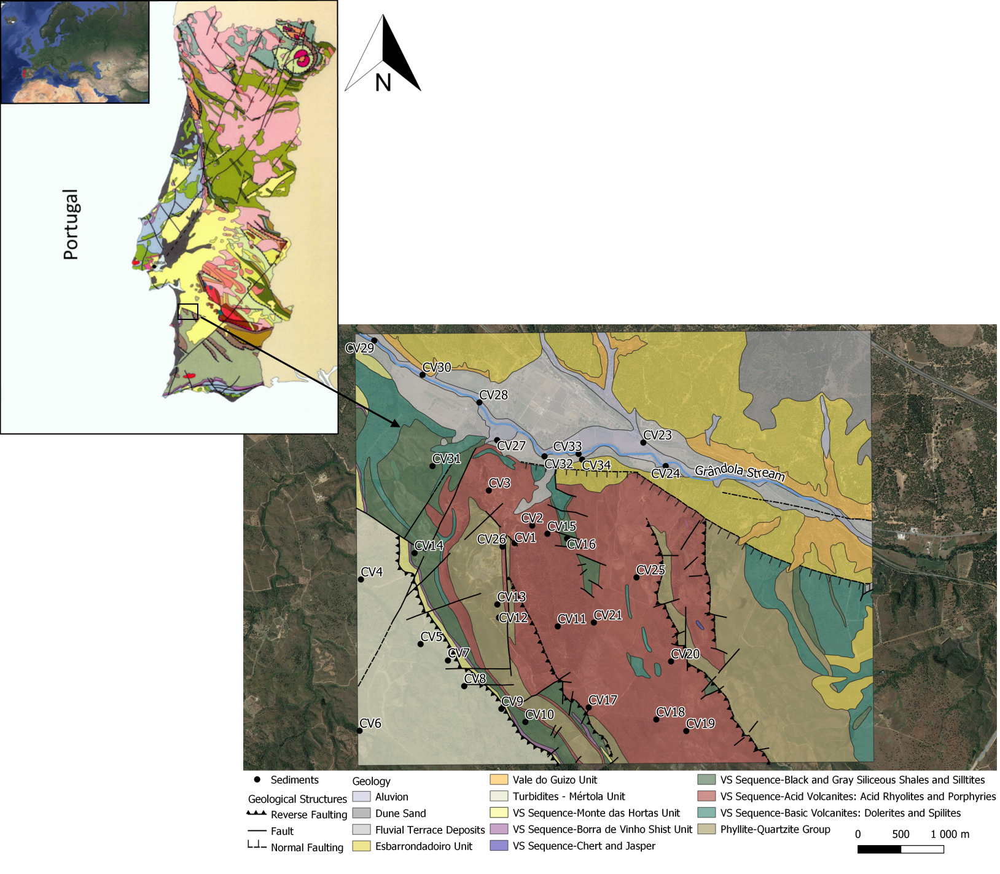 Portugal
N
CV29
CV30
CV28
CV27
CV33
CV23
CV31
CV32
CV34
CV24
Grândola Stream
CV3
CV2
CV15
CV26
CV1
CV16
CV14
CV4
CV25
CV13
CV12
CV11
CV21
CV5
CV7
CV20
CV8
CV9
CV17
CV10
CV18
CV6
CV19
Sediments
Geological Structures
Reverse Faulting
Fault
Normal Faulting
Geology
Aluvion
Dune Sand
Fluvial Terrace Deposits
Esbarrondadoiro Unit
Vale do Guizo Unit
Turbidites - Mértola Unit
VS Sequence-Monte das Hortas Unit
VS Sequence-Borra de Vinho Shist Unit
VS Sequence-Chert and Jasper
VS Sequence-Black and Gray Siliceous Shales and Silltites
VS Sequence-Acid Volcanites: Acid Rhyolites and Porphyries
VS Sequence-Basic Volcanites: Dolerites and Spilites
Phyllite-Quartzite Group
0 500 1 000 m